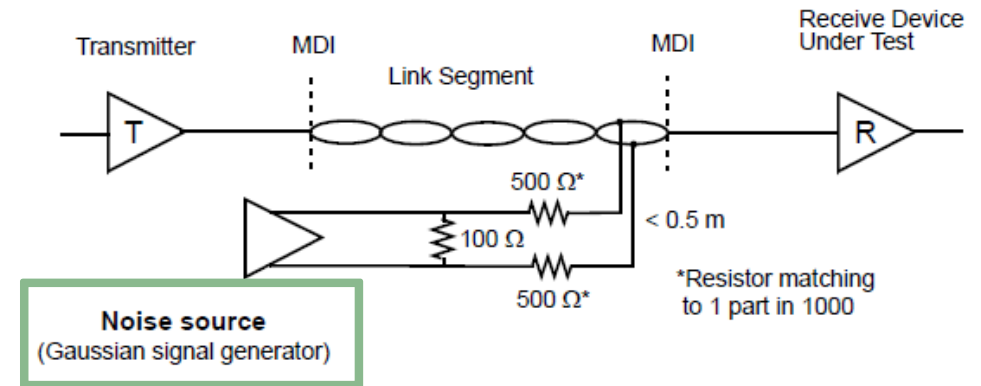 Transmitter
MDI
Link Segment
MDI
Receive Device
Under Test
T
R
500 Ω*
100 Ω
500 Ω*
< 0.5 m
*Resistor matching
to 1 part in 1000
Noise source
(Gaussian signal generator)